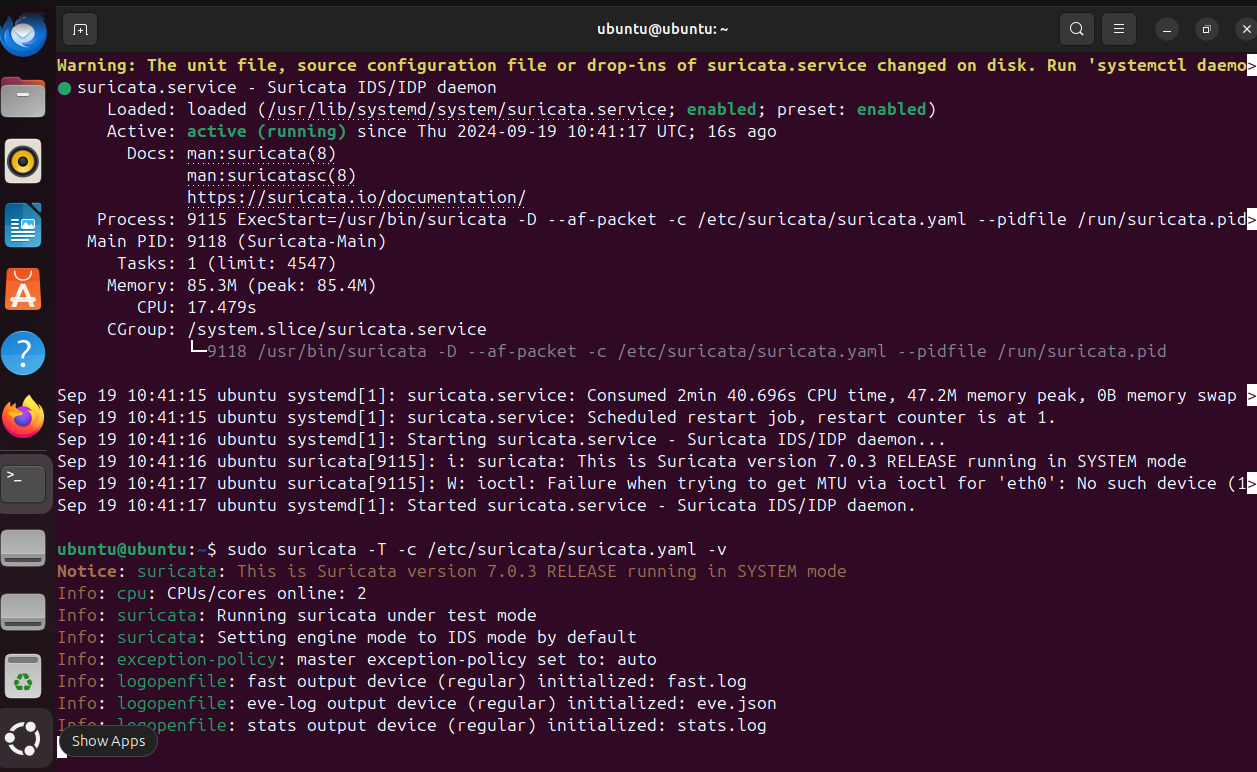 ubuntu@ubuntu: ~
Warning: The unit file, source configuration file or drop-ins of suricata.service changed on disk. Run 'systemctl daemo>
● suricata.service - Suricata IDS/IDP daemon
Loaded: loaded (/usr/lib/systemd/system/suricata.service; enabled; preset: enabled)
Active: active (running) since Thu 2024-09-19 10:41:17 UTC; 16s ago
Docs: man:suricata(8)
man:suricatasc(8)
https://suricata.io/documentation/
Process: 9115 ExecStart=/usr/bin/suricata -D --af-packet -c /etc/suricata/suricata.yaml --pidfile /run/suricata.pid>
Main PID: 9118 (Suricata-Main)
Tasks: 1 (limit: 4547)
Memory: 85.3M (peak: 85.4M)
CPU: 17.479s
CGroup: /system.slice/suricata.service
└─9118 /usr/bin/suricata -D --af-packet -c /etc/suricata/suricata.yaml --pidfile /run/suricata.pid
Sep 19 10:41:15 ubuntu systemd[1]: suricata.service: Consumed 2min 40.696s CPU time, 47.2M memory peak, 0B memory swap >
Sep 19 10:41:15 ubuntu systemd[1]: suricata.service: Scheduled restart job, restart counter is at 1.
Sep 19 10:41:16 ubuntu systemd[1]: Starting suricata.service - Suricata IDS/IDP daemon...
Sep 19 10:41:16 ubuntu suricata[9115]: i: suricata: This is Suricata version 7.0.3 RELEASE running in SYSTEM mode
Sep 19 10:41:17 ubuntu suricata[9115]: W: ioctl: Failure when trying to get MTU via ioctl for 'eth0': No such device (1>
Sep 19 10:41:17 ubuntu systemd[1]: Started suricata.service - Suricata IDS/IDP daemon.
ubuntu@ubuntu:~$ sudo suricata -T -c /etc/suricata/suricata.yaml -v
Notice: suricata: This is Suricata version 7.0.3 RELEASE running in SYSTEM mode
Info: cpu: CPUs/cores online: 2
Info: suricata: Running suricata under test mode
Info: suricata: Setting engine mode to IDS mode by default
Info: exception-policy: master exception-policy set to: auto
Info: logopenfile: fast output device (regular) initialized: fast.log
Info: logopenfile: eve-log output device (regular) initialized: eve.json
Info: logopenfile: stats output device (regular) initialized: stats.log
Show Apps